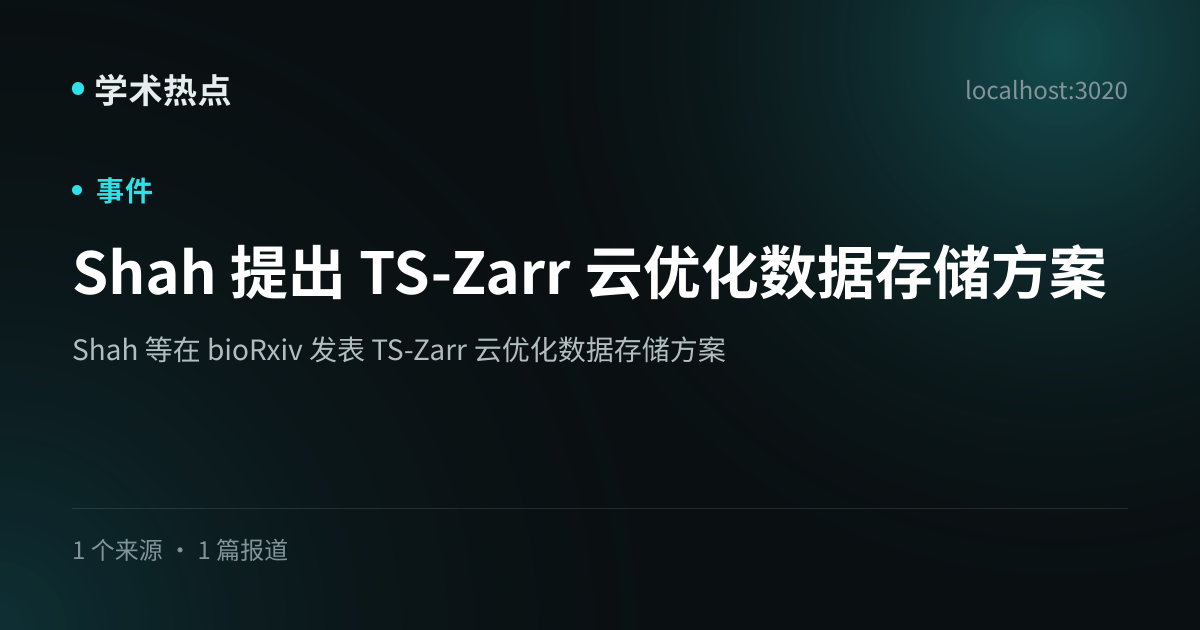 学术热点
localhost:3020
事件
Shah 提出 TS-Zarr 云优化数据存储方案
Shah 等在 bioRxiv 发表 TS-Zarr 云优化数据存储方案
1 个来源 · 1 篇报道